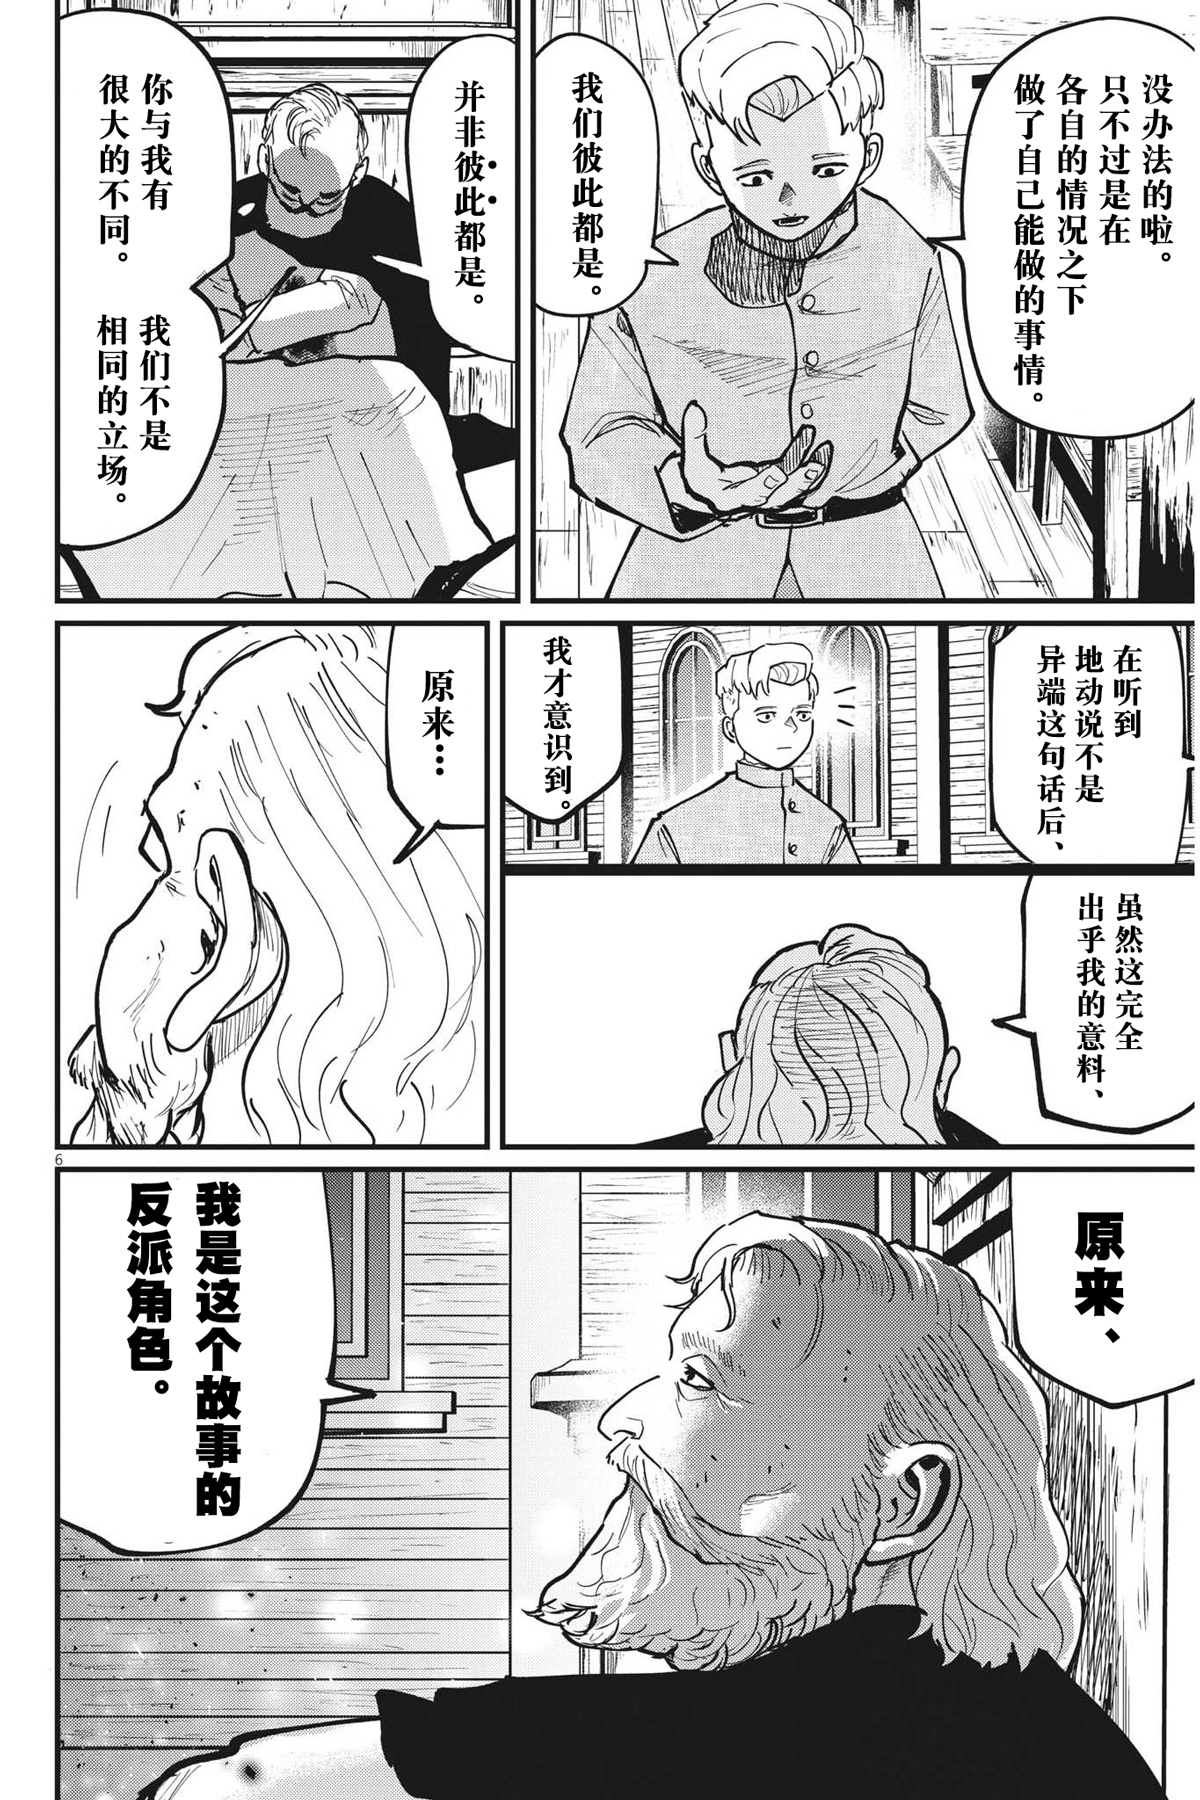 没办法的啦。
只不过是在
各自的情况之下
做了自己能做的事情。
我们彼此都是。
并非彼此都是。
你与我有
很大的不同。
我们不是
相同的立场。
在听到
地动说不是
异端这句话后、
我才意识到。
虽然这完全
出乎我的意料、
原来…
6
原来、
我是这个故事的
反派角色。